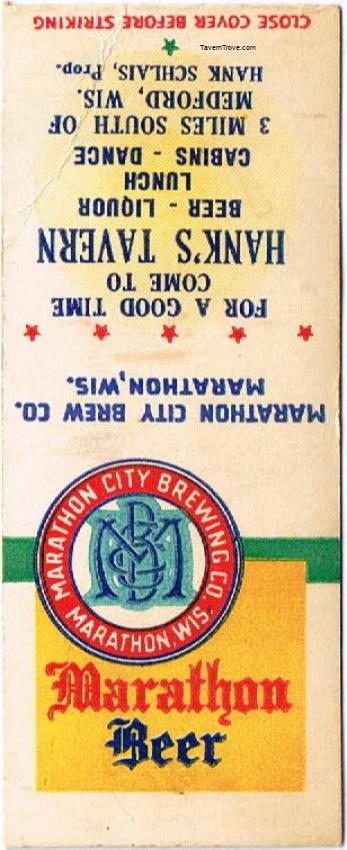 CLOSE COVER BEFORE STRIKING
TavernTrove.com
FOR A GOOD TIME
COME TO
HANK'S TAVERN
BEER - LIQUOR
LUNCH
CABINS - DANCE
3 MILES SOUTH OF
MEDFORD, WIS.
HANK SCHLAIS, Prop.
MARATHON CITY BREW CO.
MARATHON, WIS.
MARATHON CITY BREWING CO.
MARATHON, WIS.
MBC
Marathon
Beer